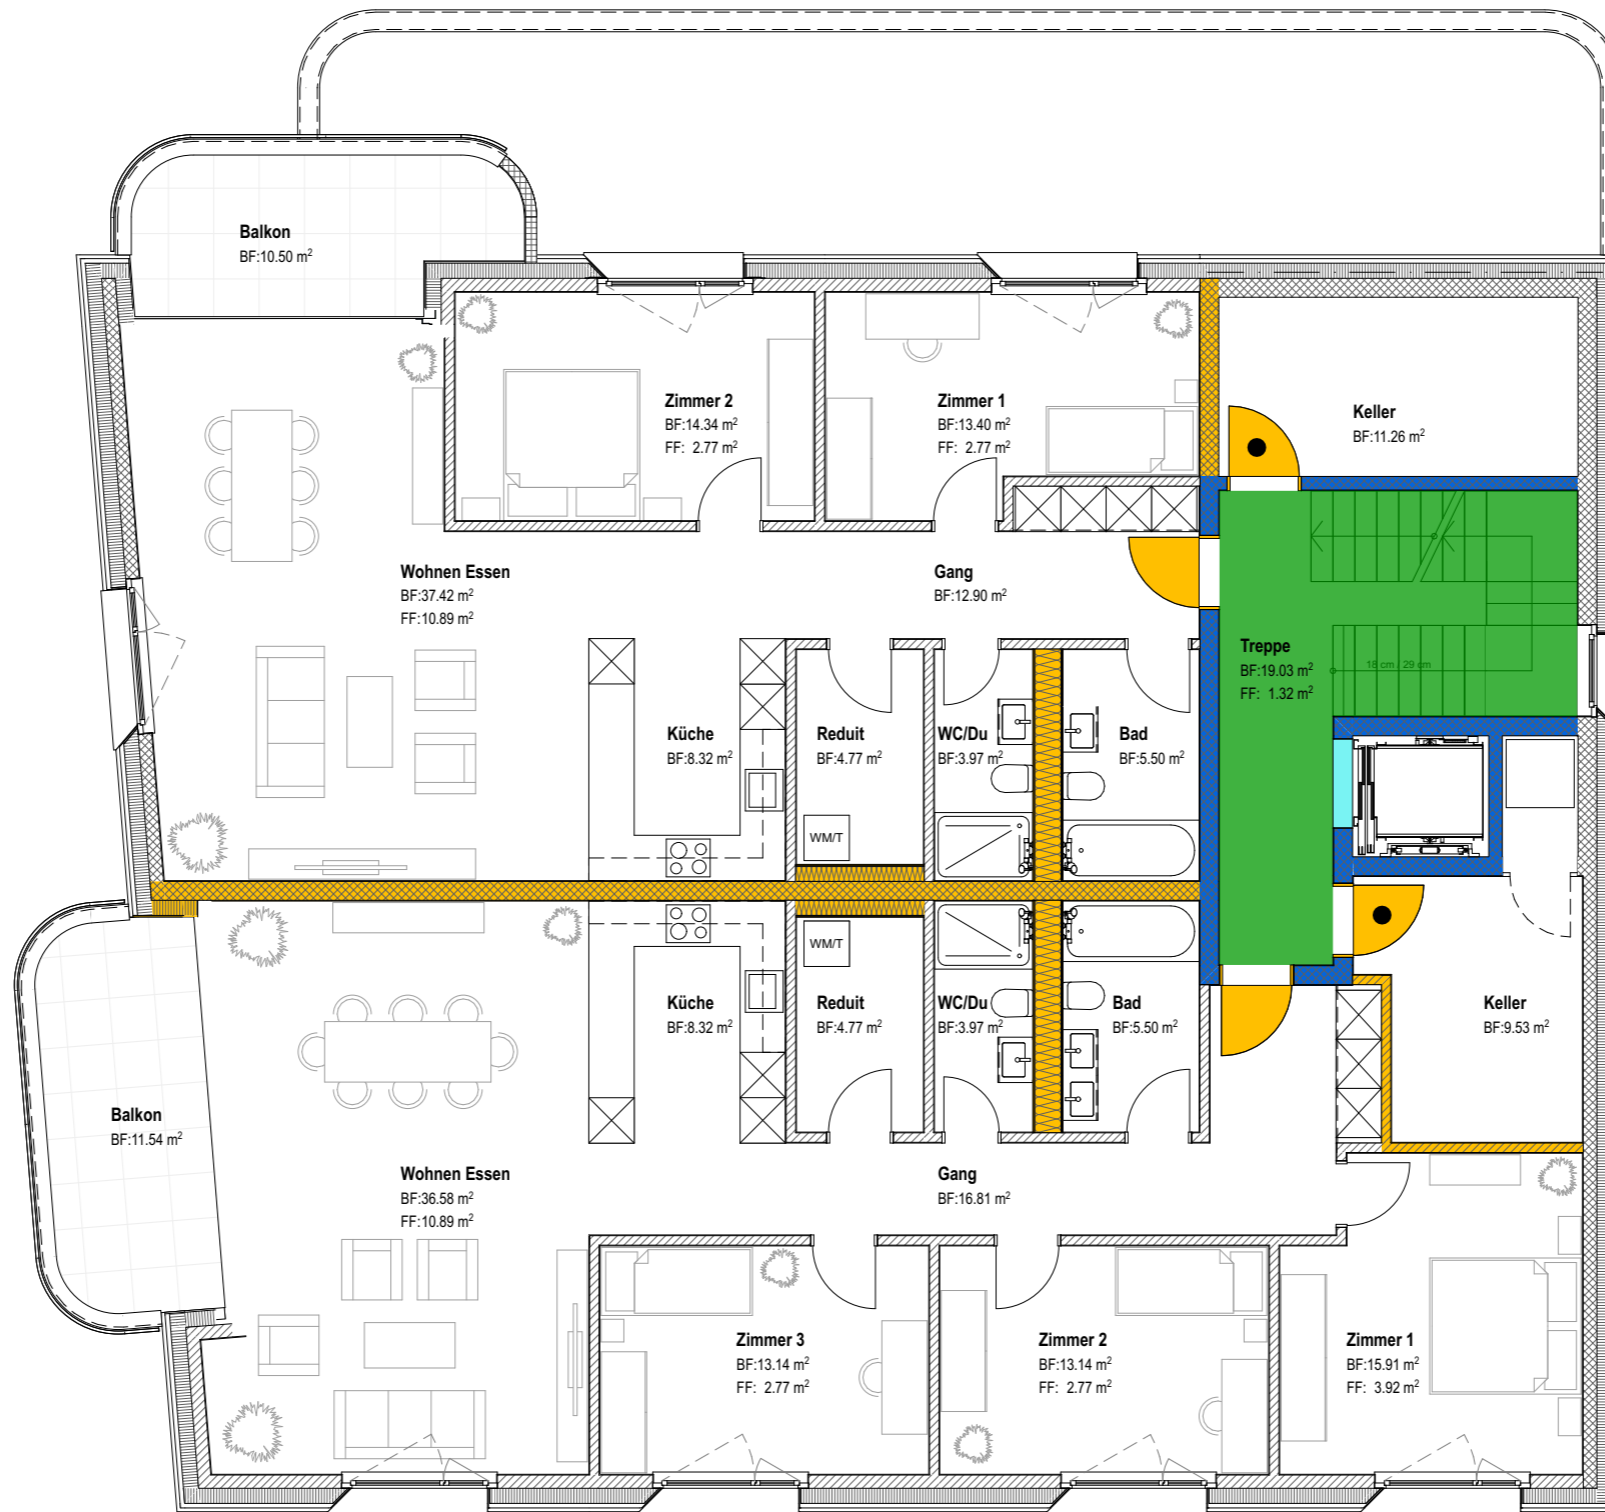 Balkon
BF:10.50 m²
Zimmer 2
BF:14.34 m²
FF: 2.77 m²
Zimmer 1
BF:13.40 m²
FF: 2.77 m²
Keller
BF:11.26 m²
Wohnen Essen
BF:37.42 m²
FF:10.89 m²
Gang
BF:12.90 m²
Treppe
BF:19.03 m²
FF: 1.32 m²
18 cm / 29 cm
Küche
BF:8.32 m²
Reduit
BF:4.77 m²
WC/Du
BF:3.97 m²
Bad
BF:5.50 m²
WM/T
WM/T
Küche
BF:8.32 m²
Reduit
BF:4.77 m²
WC/Du
BF:3.97 m²
Bad
BF:5.50 m²
Keller
BF:9.53 m²
Balkon
BF:11.54 m²
Wohnen Essen
BF:36.58 m²
FF:10.89 m²
Gang
BF:16.81 m²
Zimmer 3
BF:13.14 m²
FF: 2.77 m²
Zimmer 2
BF:13.14 m²
FF: 2.77 m²
Zimmer 1
BF:15.91 m²
FF: 3.92 m²